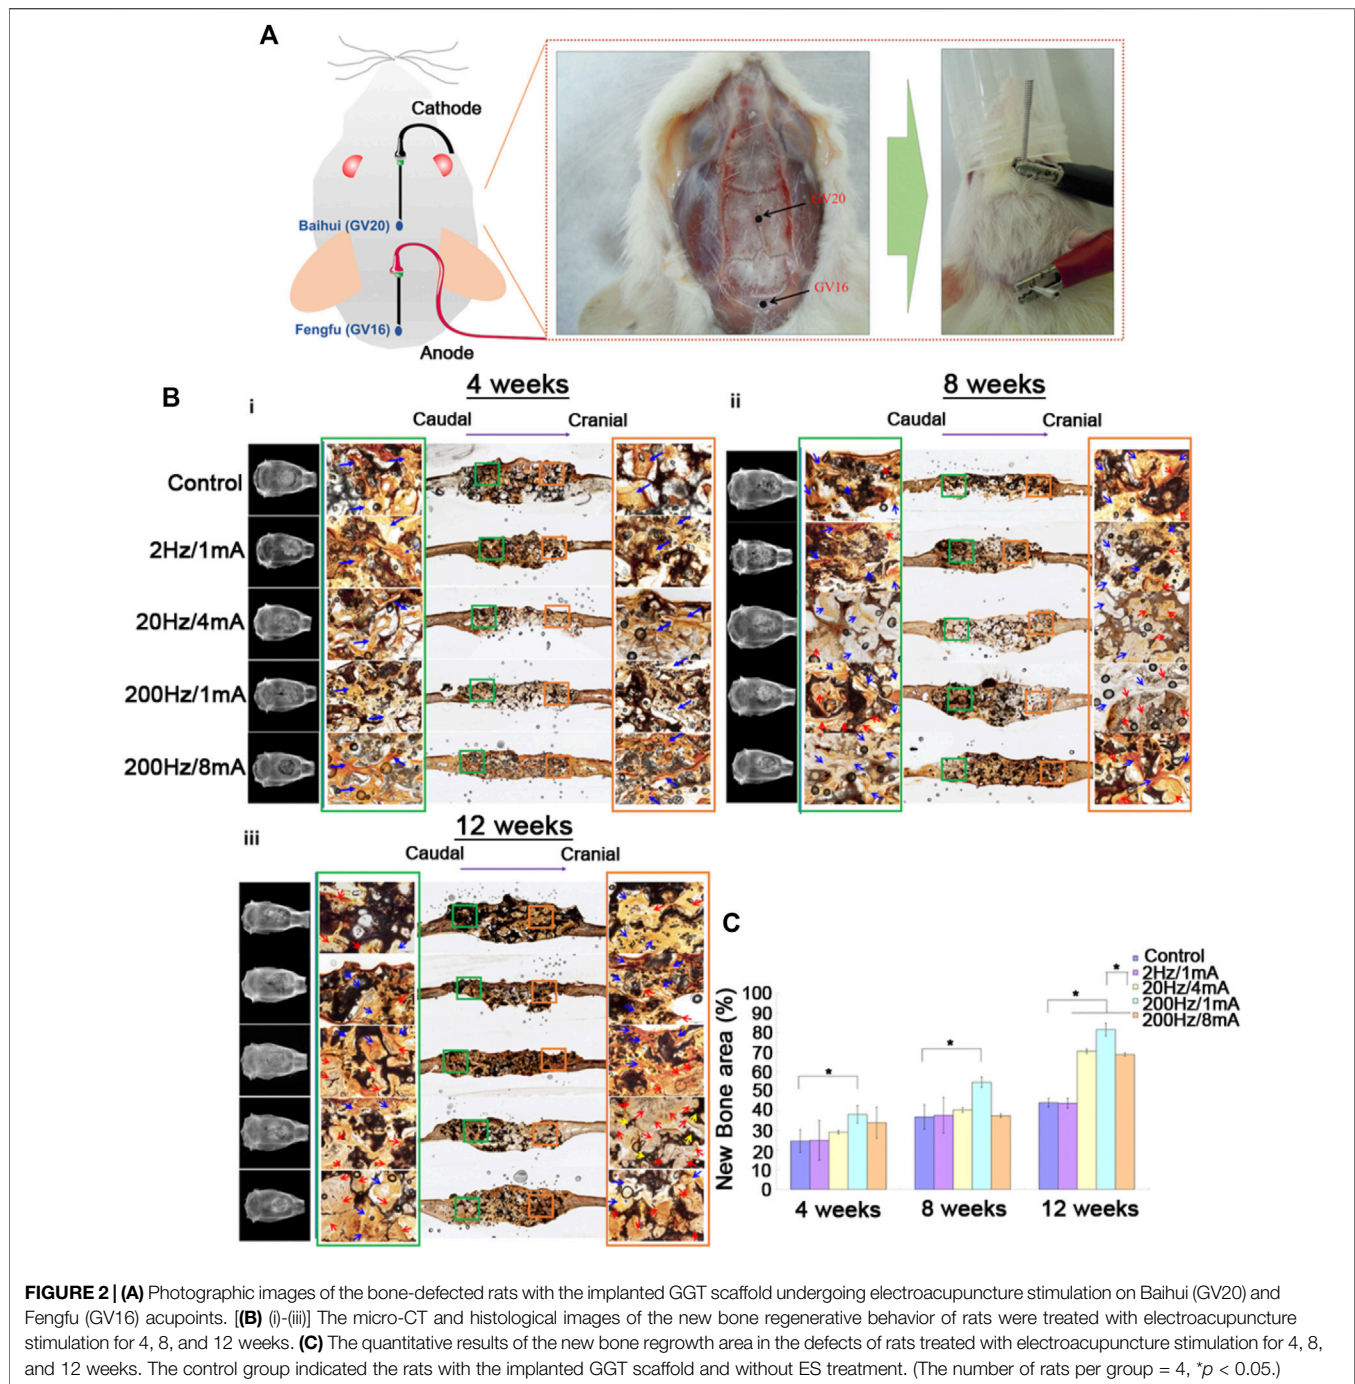 A
Cathode
Baihui (GV20)
Fengfu (GV16)
Anode
GV20
GV16
B
i
4 weeks
Caudal
Cranial
ii
8 weeks
Caudal
Cranial
Control
2Hz/1mA
20Hz/4mA
200Hz/1mA
200Hz/8mA
iii
12 weeks
Caudal
Cranial
C
New Bone area (%)
100
90
80
70
60
50
40
30
20
10
0
*
*
*
*
Control
2Hz/1mA
20Hz/4mA
200Hz/1mA
200Hz/8mA
4 weeks
8 weeks
12 weeks
FIGURE 2 | (A) Photographic images of the bone-defected rats with the implanted GGT scaffold undergoing electroacupuncture stimulation on Baihui (GV20) and
Fengfu (GV16) acupoints. [(B) (i)-(iii)] The micro-CT and histological images of the new bone regenerative behavior of rats were treated with electroacupuncture
stimulation for 4, 8, and 12 weeks. (C) The quantitative results of the new bone regrowth area in the defects of rats treated with electroacupuncture stimulation for 4, 8,
and 12 weeks. The control group indicated the rats with the implanted GGT scaffold and without ES treatment. (The number of rats per group = 4, *p < 0.05.)